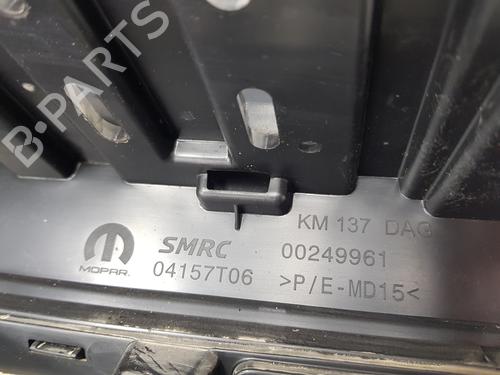 B-PARTS
KM 137 DAG
MOPAR.
SMRC
00249961
04157T06
>P/E-MD15<